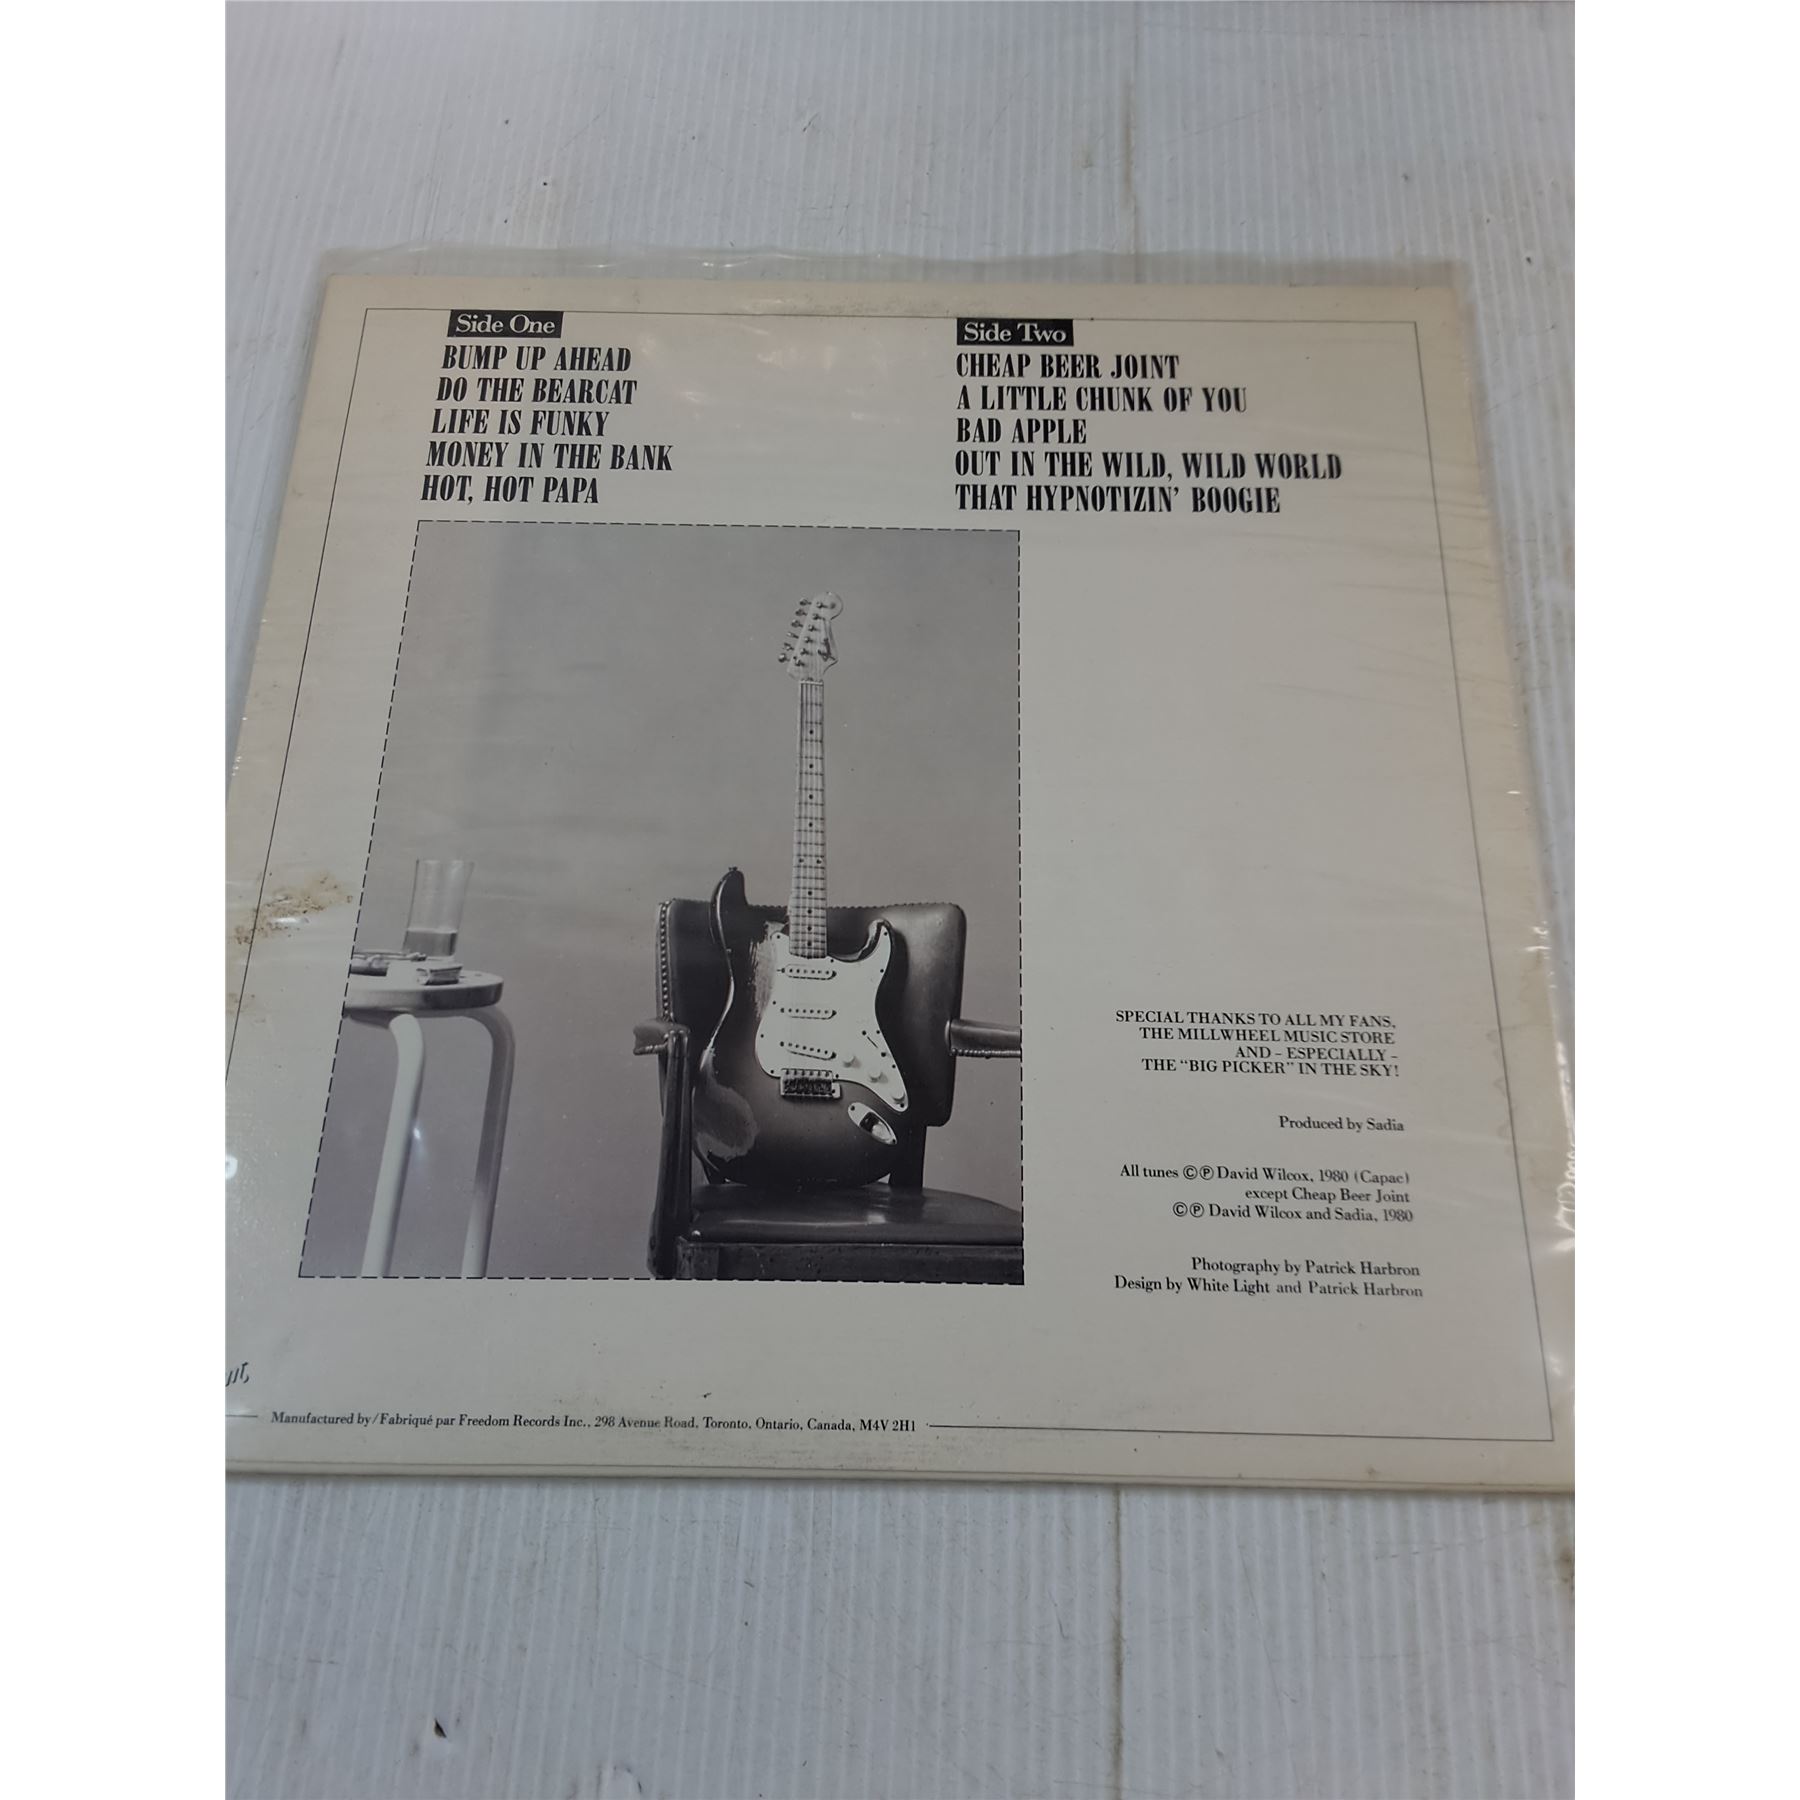 Side One
BUMP UP AHEAD
DO THE BEARCAT
LIFE IS FUNKY
MONEY IN THE BANK
HOT, HOT PAPA
Side Two
CHEAP BEER JOINT
A LITTLE CHUNK OF YOU
BAD APPLE
OUT IN THE WILD, WILD WORLD
THAT HYPNOTIZIN' BOOGIE
SPECIAL THANKS TO ALL MY FANS,
THE MILLWHEEL MUSIC STORE
AND – ESPECIALLY –
THE "BIG PICKER" IN THE SKY!
Produced by Sadia
All tunes ©℗ David Wilcox, 1980 (Capac)
except Cheap Beer Joint
©℗ David Wilcox and Sadia, 1980
Photography by Patrick Harbron
Design by White Light and Patrick Harbron
Manufactured by/Fabriqué par Freedom Records Inc., 298 Avenue Road, Toronto, Ontario, Canada, M4V 2H1